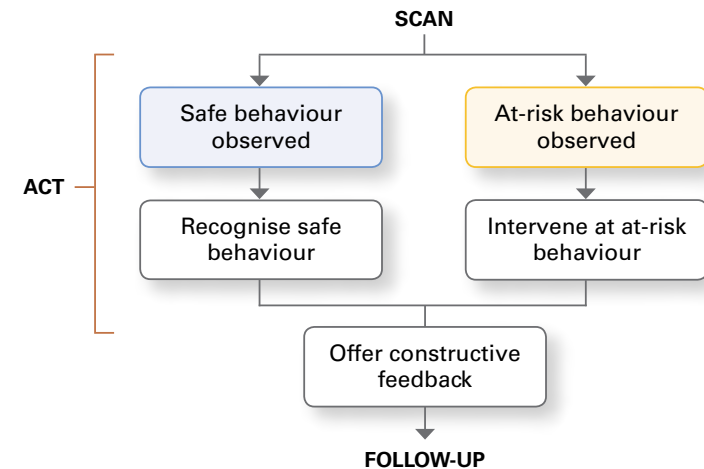 SCAN
Safe behaviour
observed
At-risk behaviour
observed
ACT
Recognise safe
behaviour
Intervene at at-risk
behaviour
Offer constructive
feedback
FOLLOW-UP